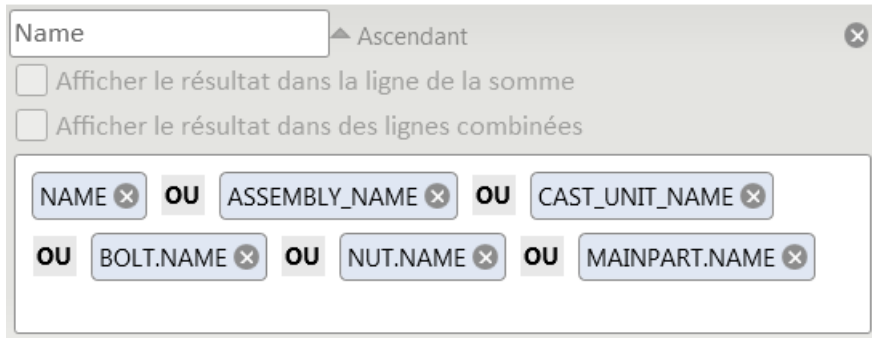 Name Ascendant
Afficher le résultat dans la ligne de la somme
Afficher le résultat dans des lignes combinées
NAME OU ASSEMBLY_NAME OU CAST_UNIT_NAME
OU BOLT.NAME OU NUT.NAME OU MAINPART.NAME